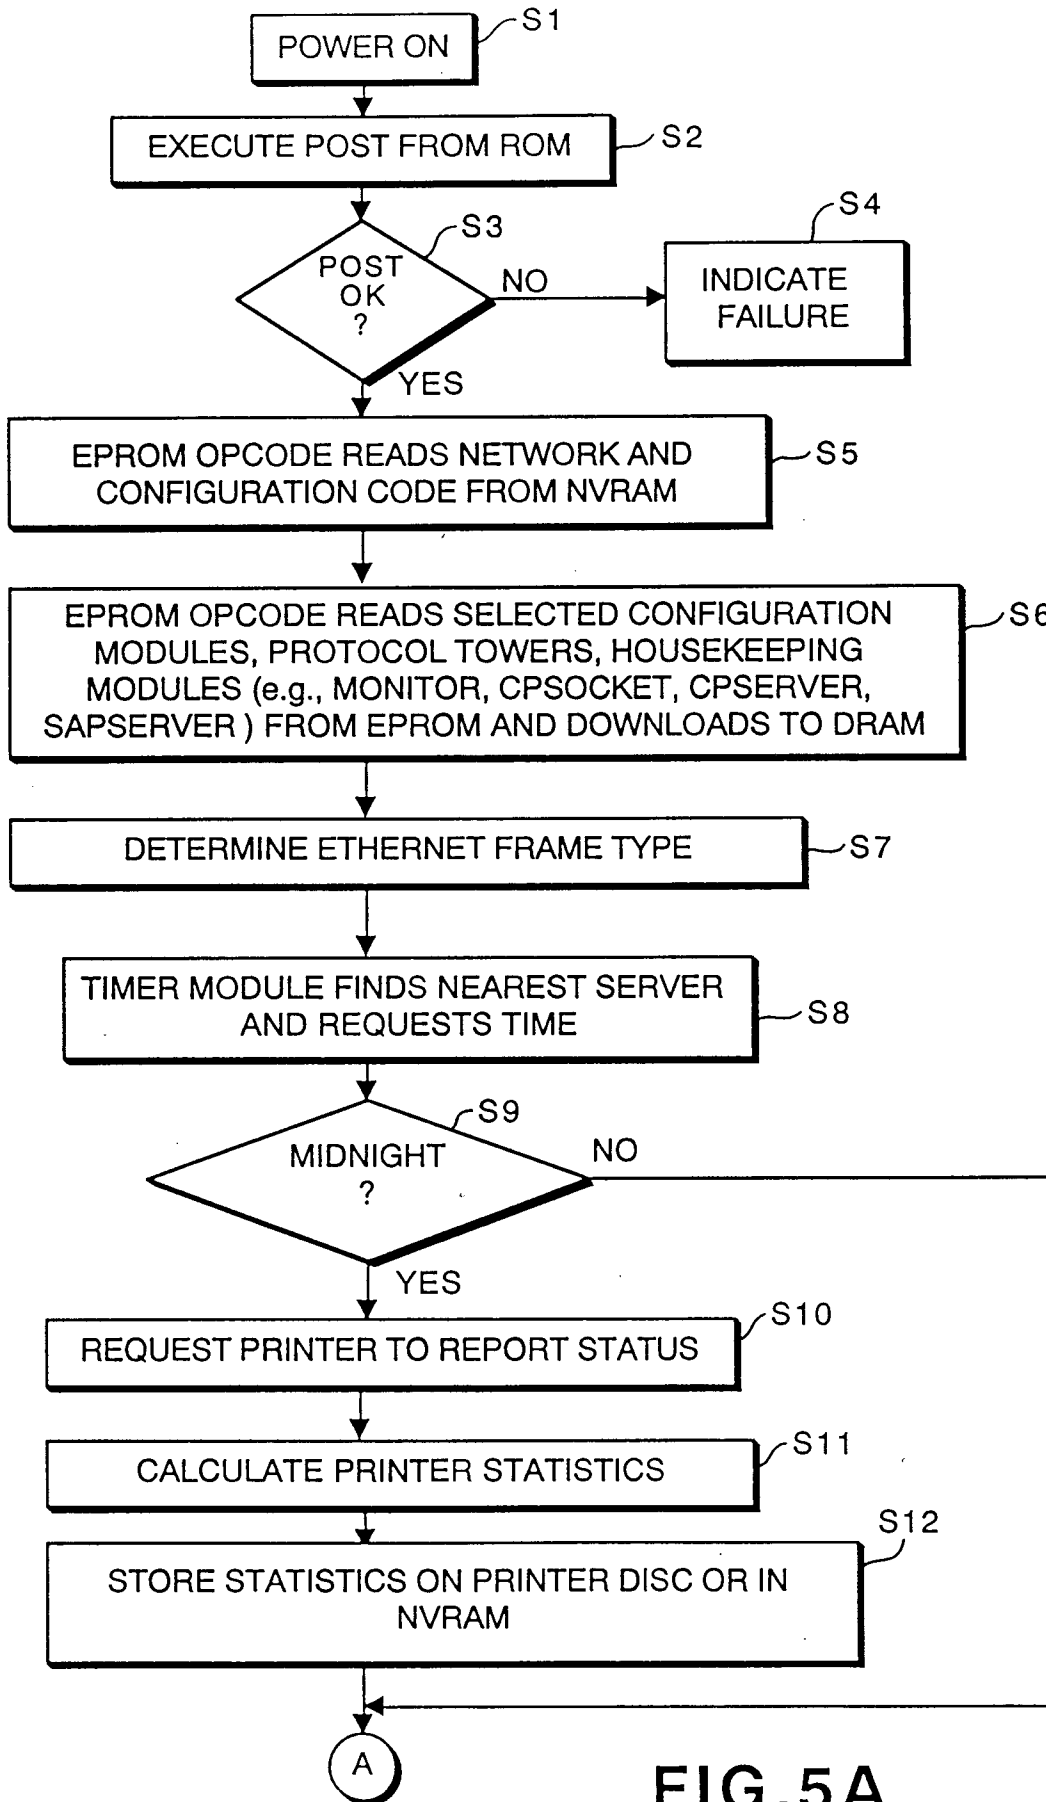 POWER ON
S1
EXECUTE POST FROM ROM
S2
S3
POST
OK
?
NO
YES
S4
INDICATE
FAILURE
EPROM OPCODE READS NETWORK AND
CONFIGURATION CODE FROM NVRAM
S5
EPROM OPCODE READS SELECTED CONFIGURATION
MODULES, PROTOCOL TOWERS, HOUSEKEEPING
MODULES (e.g., MONITOR, CPSOCKET, CPSERVER,
SAPSERVER ) FROM EPROM AND DOWNLOADS TO DRAM
S6
DETERMINE ETHERNET FRAME TYPE
S7
TIMER MODULE FINDS NEAREST SERVER
AND REQUESTS TIME
S8
S9
MIDNIGHT
?
NO
YES
REQUEST PRINTER TO REPORT STATUS
S10
CALCULATE PRINTER STATISTICS
S11
S12
STORE STATISTICS ON PRINTER DISC OR IN
NVRAM
A
FIG.5A